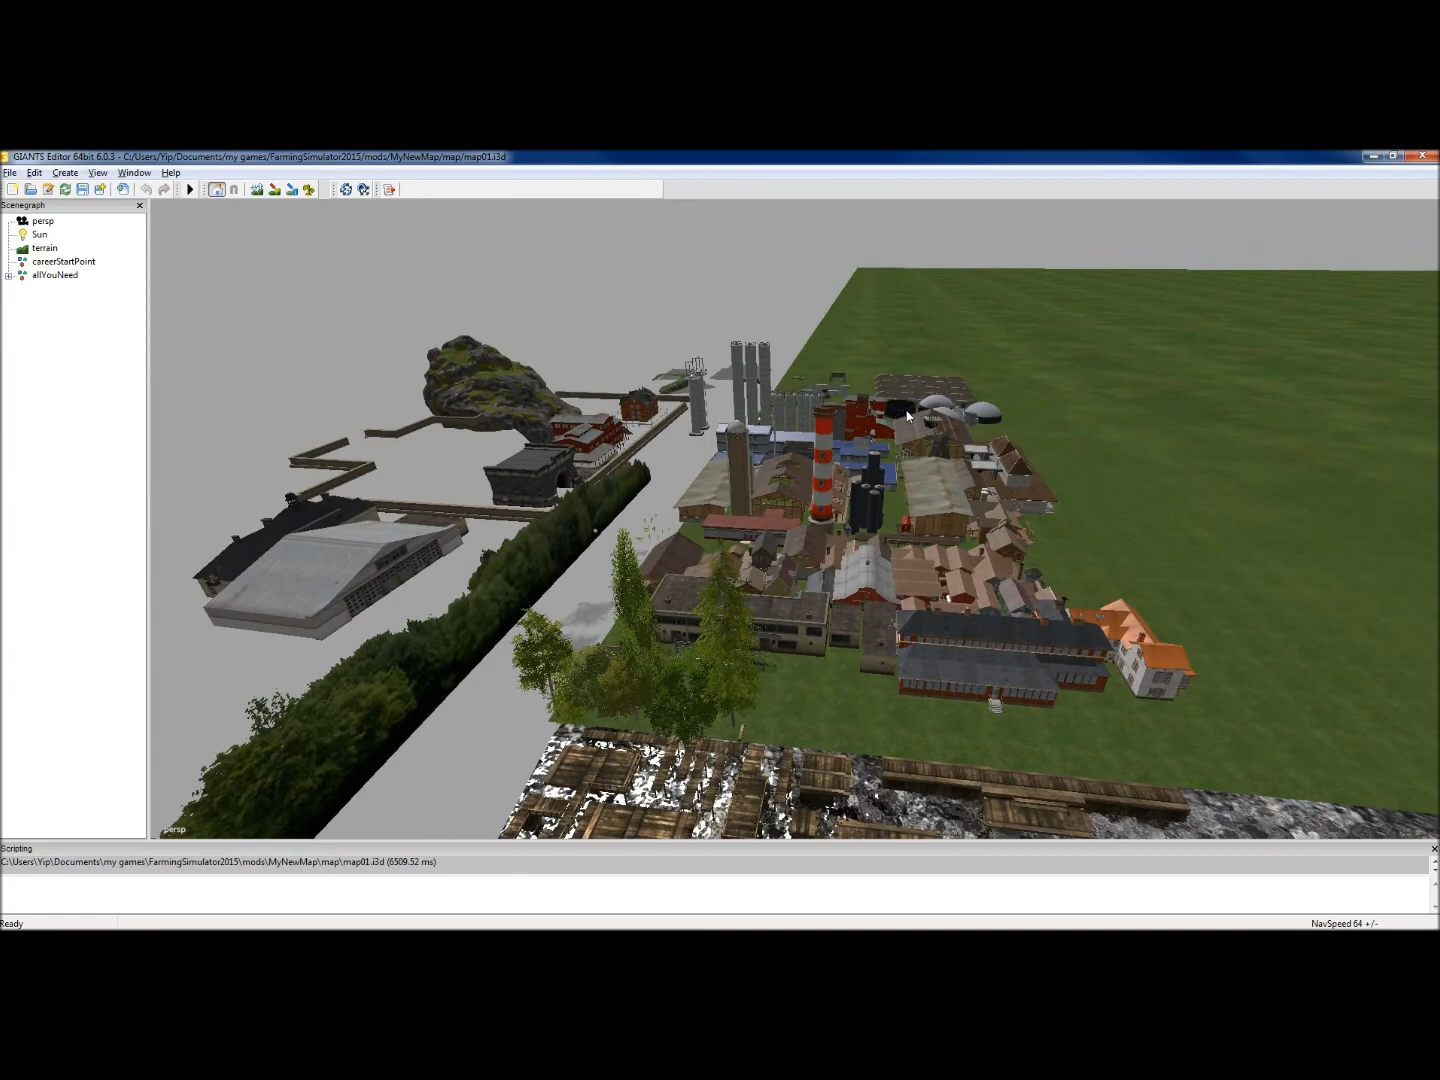 GIANTS Editor 64bit 6.0.3 - C:/Users/Yip/Documents/my games/FarmingSimulator2015/mods/MyNewMap/map/map01.i3d
File Edit Create View Window Help
Scenegraph
persp
Sun
terrain
careerStartPoint
allYouNeed
persp
Scripting
C:\Users\Yip\Documents\my games\FarmingSimulator2015\mods\MyNewMap\map\map01.i3d (6509.52 ms)
Ready
NavSpeed 64 +/-